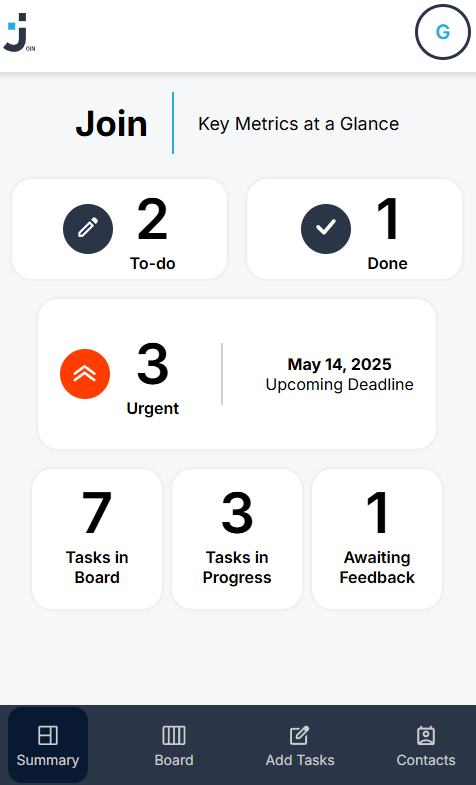 JOIN
G
Join
Key Metrics at a Glance
2
To-do
1
Done
3
Urgent
May 14, 2025
Upcoming Deadline
7
Tasks in
Board
3
Tasks in
Progress
1
Awaiting
Feedback
Summary
Board
Add Tasks
Contacts